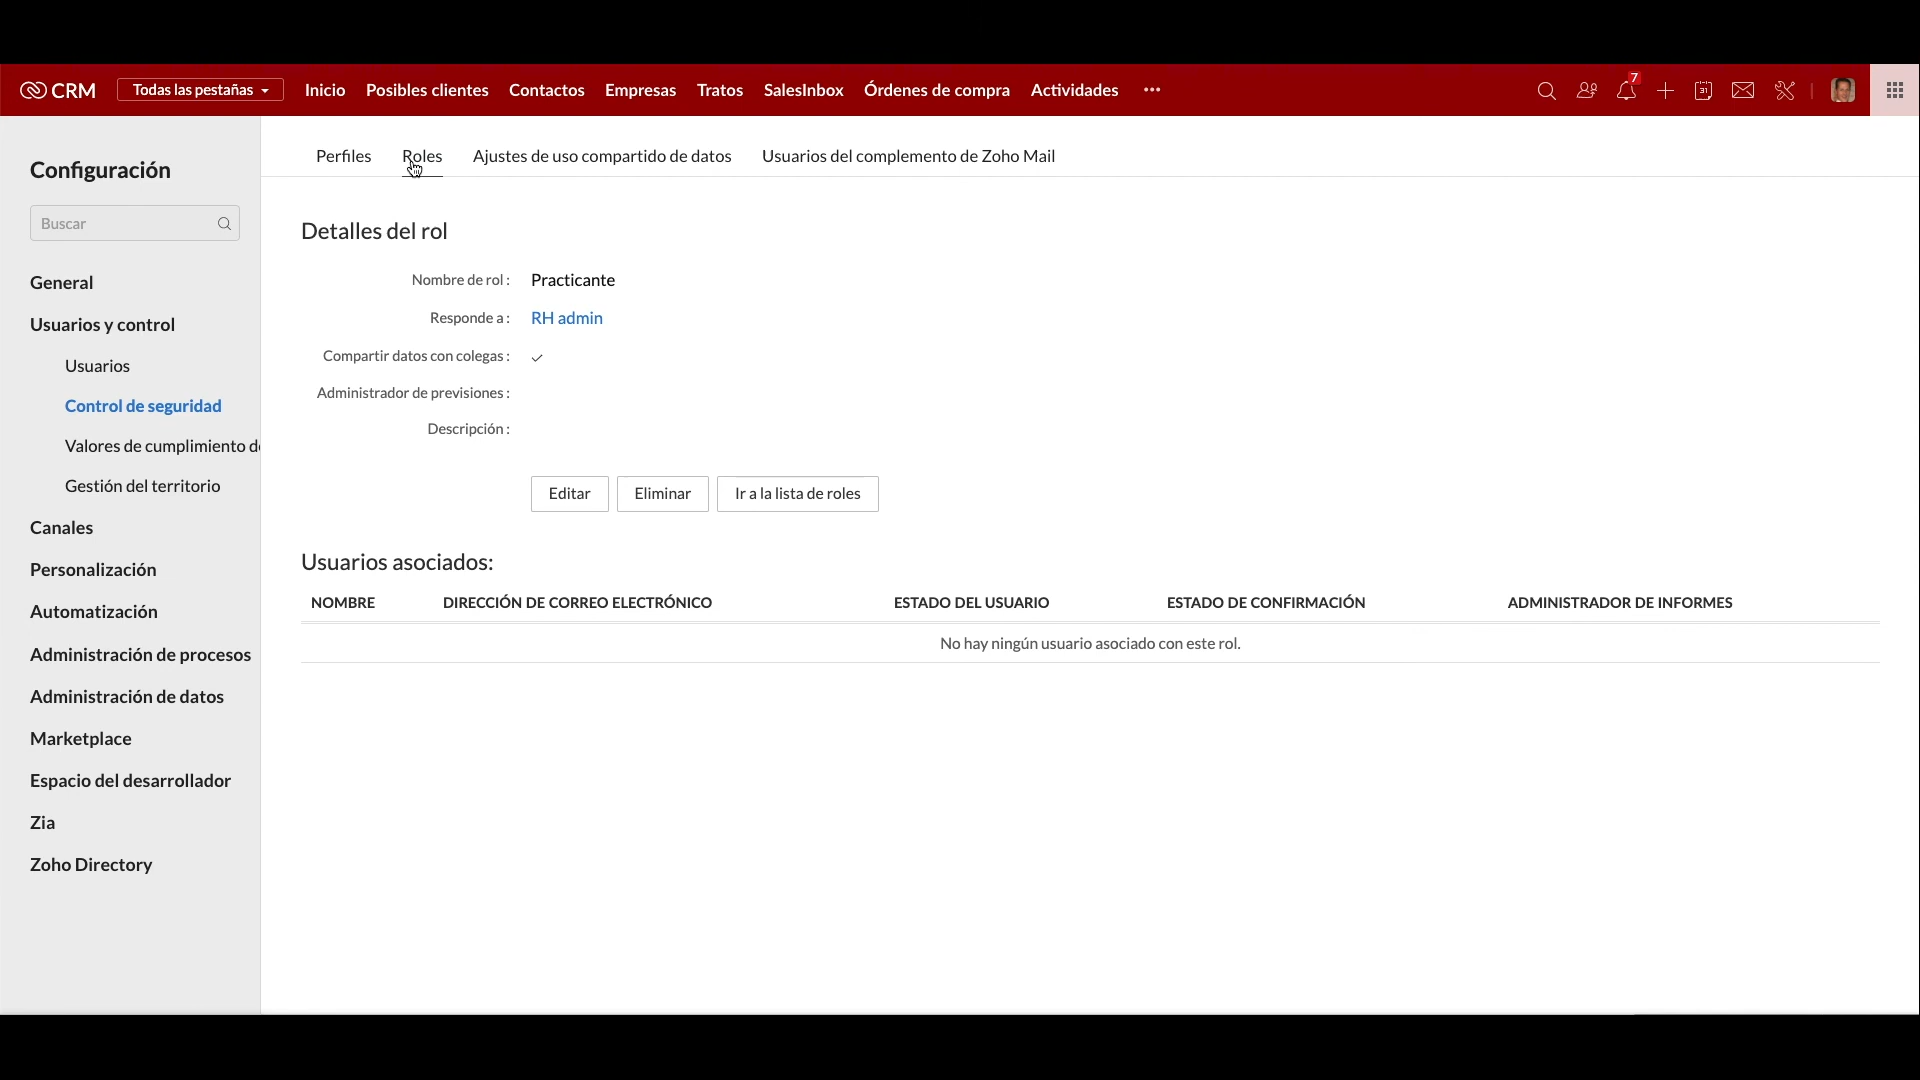 CRM
Todas las pestañas
Inicio
Posibles clientes
Contactos
Empresas
Tratos
SalesInbox
Órdenes de compra
Actividades
7
31
Configuración
Buscar
General
Usuarios y control
Usuarios
Control de seguridad
Valores de cumplimiento de
Gestión del territorio
Canales
Personalización
Automatización
Administración de procesos
Administración de datos
Marketplace
Espacio del desarrollador
Zia
Zoho Directory
Perfiles
Roles
Ajustes de uso compartido de datos
Usuarios del complemento de Zoho Mail
Detalles del rol
Nombre de rol : Practicante
Responde a : RH admin
Compartir datos con colegas :
Administrador de previsiones :
Descripción :
Editar
Eliminar
Ir a la lista de roles
Usuarios asociados:
NOMBRE
DIRECCIÓN DE CORREO ELECTRÓNICO
ESTADO DEL USUARIO
ESTADO DE CONFIRMACIÓN
ADMINISTRADOR DE INFORMES
No hay ningún usuario asociado con este rol.